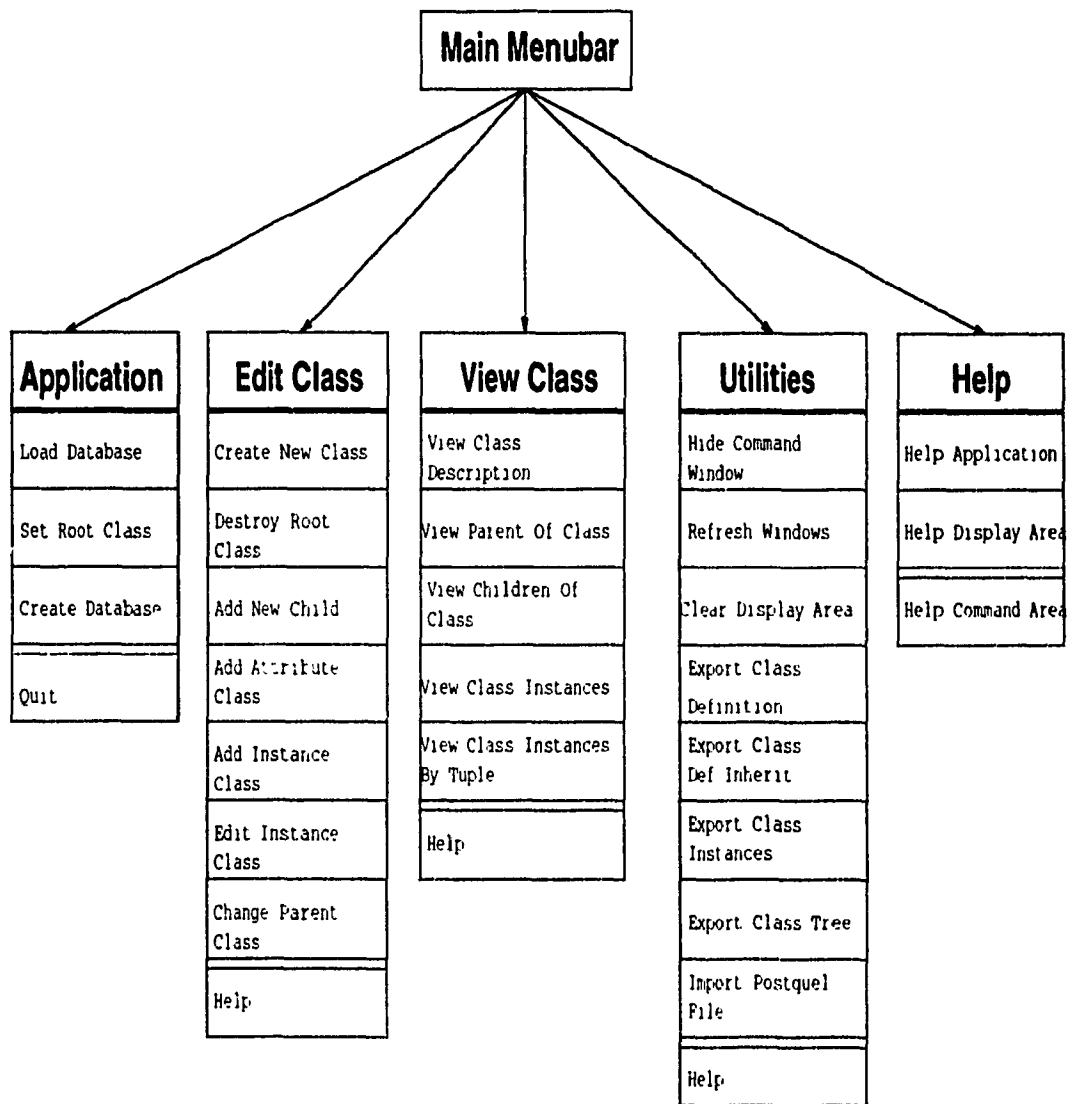 Main Menubar
Application
Load Database
Set Root Class
Create Database
Quit
Edit Class
Create New Class
Destroy Root
Class
Add New Child
Add Attribute
Class
Add Instance
Class
Edit Instance
Class
Change Parent
Class
Help
View Class
View Class
Description
View Parent Of Class
View Children Of
Class
View Class Instances
View Class Instances
By Tuple
Help
Utilities
Hide Command
Window
Refresh Windows
Clear Display Area
Export Class
Definition
Export Class
Def Inherit
Export Class
Instances
Export Class Tree
Import Postquel
File
Help
Help
Help Application
Help Display Area
Help Command Area